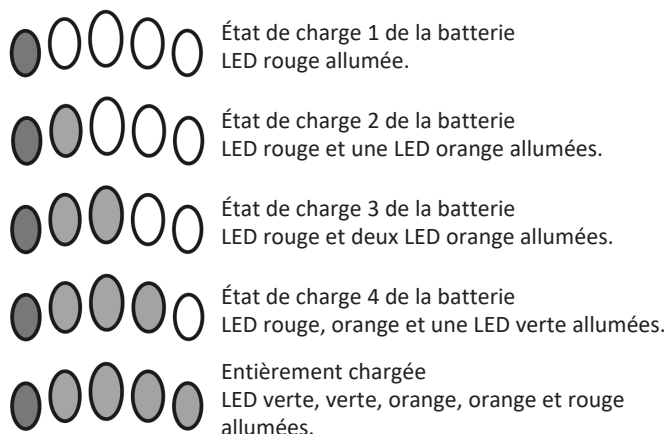 État de charge 1 de la batterie
LED rouge allumée.
État de charge 2 de la batterie
LED rouge et une LED orange allumées.
État de charge 3 de la batterie
LED rouge et deux LED orange allumées.
État de charge 4 de la batterie
LED rouge, orange et une LED verte allumées.
Entièrement chargée
LED verte, verte, orange, orange et rouge
allumées.